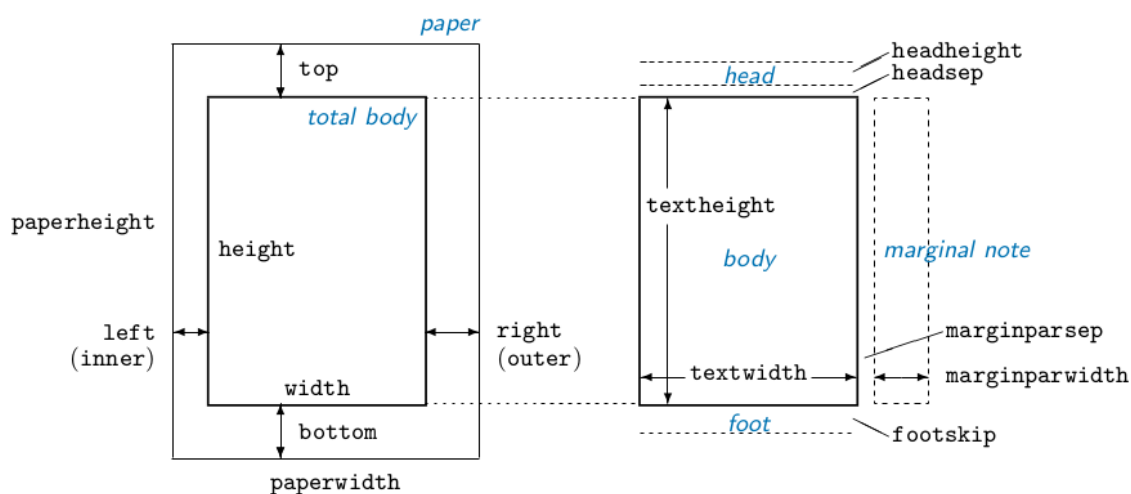 paper
top
total body
paperheight
height
left
(inner)
right
(outer)
width
bottom
paperwidth
headheight
head
headsep
textheight
body
marginal note
marginparsep
textwidth
marginparwidth
foot
footskip